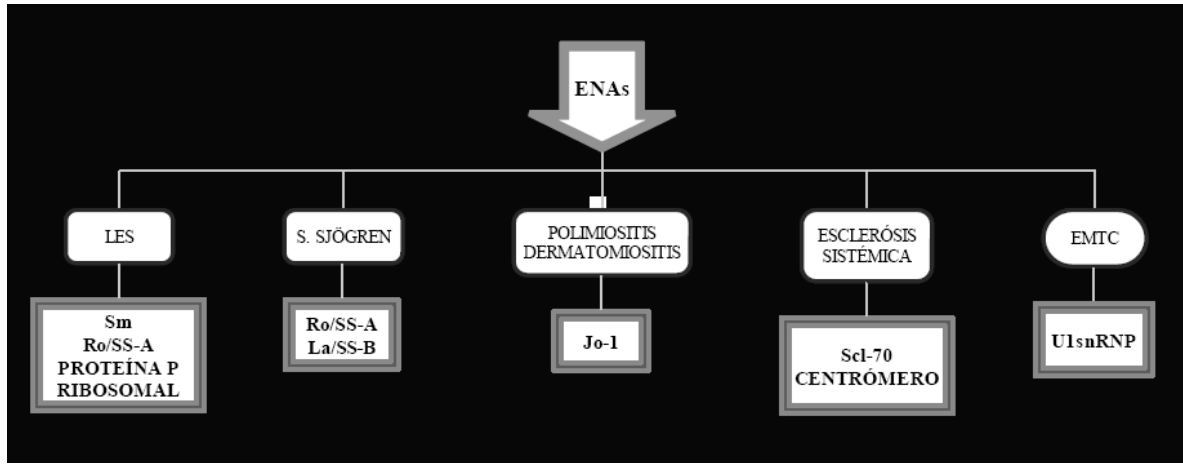 ENAs
LES
S. SJÖGREN
POLIMIOSITIS
DERMATOMIOSITIS
ESCLERÓSIS
SISTÉMICA
EMTC
Sm
Ro/SS-A
PROTEÍNA P
RIBOSOMAL
Ro/SS-A
La/SS-B
Jo-1
Scl-70
CENTRÓMERO
U1snRNP